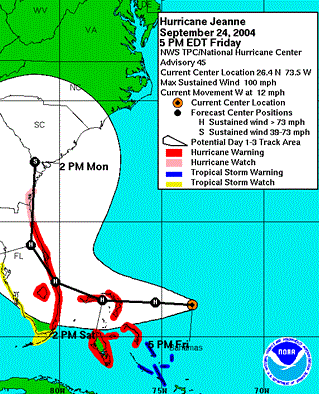 Hurricane Jeanne
September 24, 2004
5 PM EDT Friday
NWS TPC/National Hurricane Center
Advisory 45
Current Center Location 26.4 N 73.5 W
Max Sustained Wind 100 mph
Current Movement W at 12 mph
Current Center Location
Forecast Center Positions
H Sustained wind > 73 mph
S Sustained wind 39-73 mph
Potential Day 1-3 Track Area
Hurricane Warning
Hurricane Watch
Tropical Storm Warning
Tropical Storm Watch
WV
VA
NC
SC
S
2 PM Mon
H
FL
H
H
H
2 PM Sat
5 PM Fri
Bahamas
NOAA
80W
75W
70W